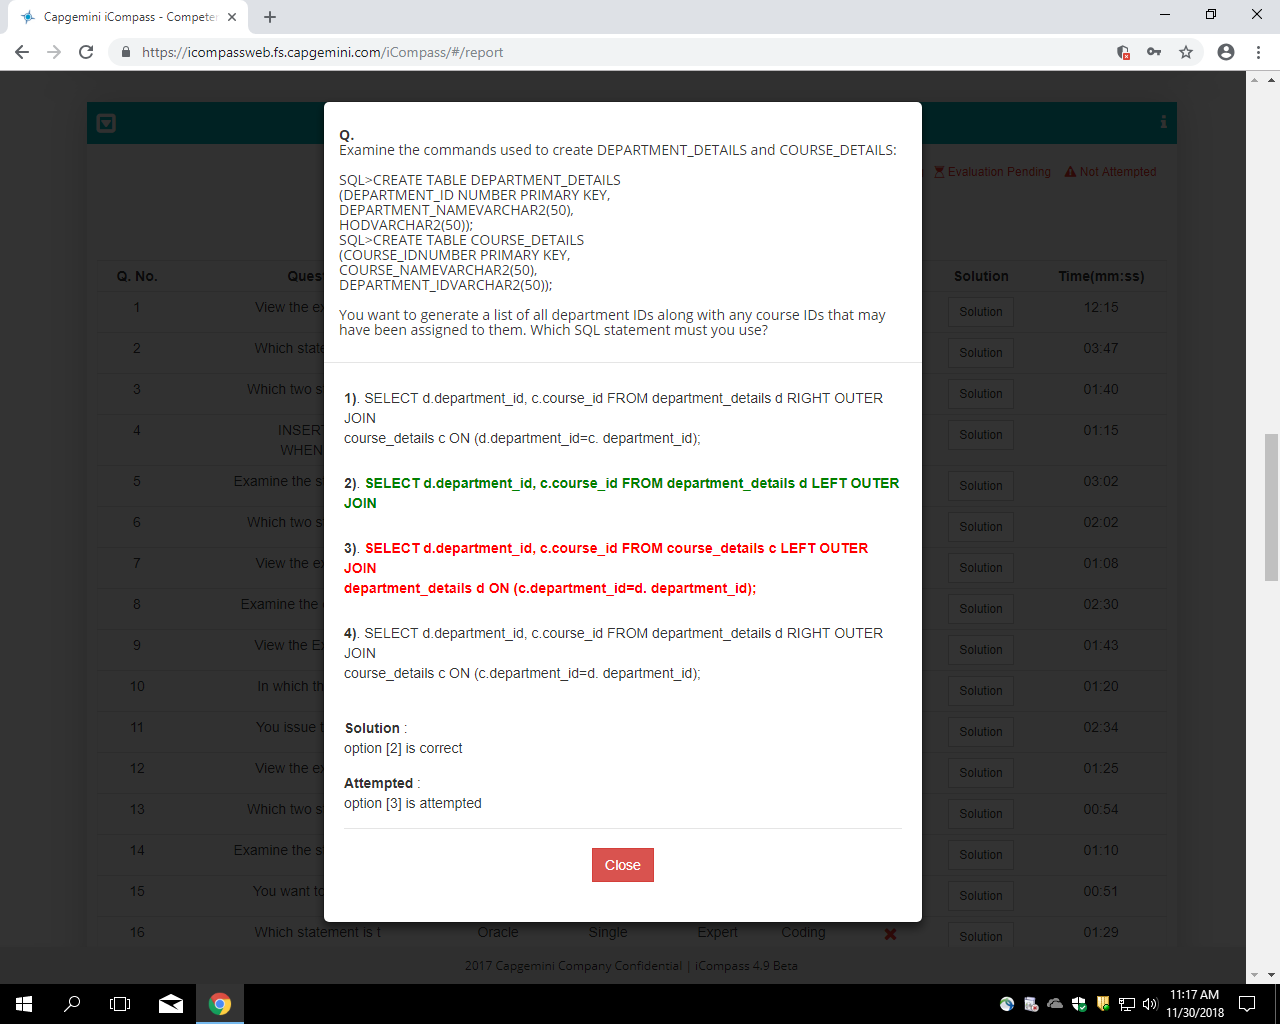 Capgemini iCompass - Competer
https://icompassweb.fs.capgemini.com/iCompass/#/report
Evaluation Pending
Not Attempted
Q.
Examine the commands used to create DEPARTMENT_DETAILS and COURSE_DETAILS:
SQL>CREATE TABLE DEPARTMENT_DETAILS
(DEPARTMENT_ID NUMBER PRIMARY KEY,
DEPARTMENT_NAMEVARCHAR2(50),
HODVARCHAR2(50));
SQL>CREATE TABLE COURSE_DETAILS
(COURSE_IDNUMBER PRIMARY KEY,
COURSE_NAMEVARCHAR2(50),
DEPARTMENT_IDVARCHAR2(50));
You want to generate a list of all department IDs along with any course IDs that may
have been assigned to them. Which SQL statement must you use?
1). SELECT d.department_id, c.course_id FROM department_details d RIGHT OUTER
JOIN
course_details c ON (d.department_id=c. department_id);
2). SELECT d.department_id, c.course_id FROM department_details d LEFT OUTER
JOIN
3). SELECT d.department_id, c.course_id FROM course_details c LEFT OUTER
JOIN
department_details d ON (c.department_id=d. department_id);
4). SELECT d.department_id, c.course_id FROM department_details d RIGHT OUTER
JOIN
course_details c ON (c.department_id=d. department_id);
Solution :
option [2] is correct
Attempted :
option [3] is attempted
Close
Q. No. Ques Solution Time(mm:ss)
1 View the ex Solution 12:15
2 Which state Solution 03:47
3 Which two s Solution 01:40
4 INSER Solution 01:15
WHEN
5 Examine the s Solution 03:02
6 Which two s Solution 02:02
7 View the e Solution 01:08
8 Examine the Solution 02:30
9 View the E Solution 01:43
10 In which th Solution 01:20
11 You issue Solution 02:34
12 View the ex Solution 01:25
13 Which two s Solution 00:54
14 Examine the s Solution 01:10
15 You want to Solution 00:51
16 Which statement is t Oracle Single Expert Coding Solution 01:29
2017 Capgemini Company Confidential | iCompass 4.9 Beta
11:17 AM
11/30/2018